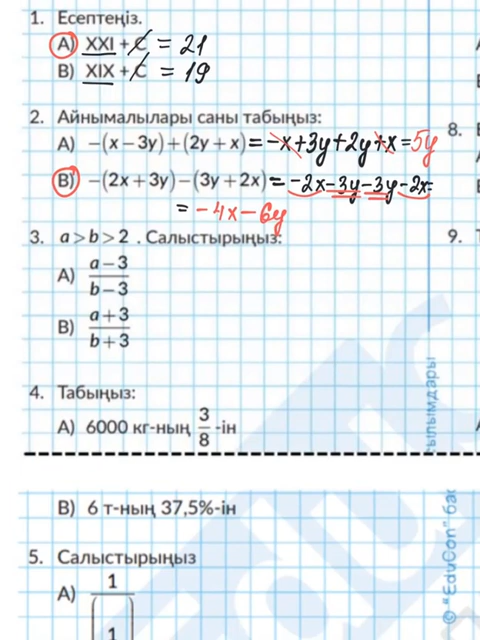 1. Есептеңіз.
A) XXI + C = 21
B) XIX + C = 19
2. Айнымалылары саны табыңыз:
A) −(x − 3y) + (2y + x) = −x + 3y + 2y + x = 5y
B) −(2x + 3y) − (3y + 2x) = −2x − 3y − 3y − 2x =
= −4x − 6y
8.
3. a > b > 2 . Салыстырыңыз:
9.
A) a − 3 / b − 3
B) a + 3 / b + 3
4. Табыңыз:
A) 6000 кг-ның 3/8 -ін
B) 6 т-ның 37,5%-ін
5. Салыстырыңыз
A) 1
1
© "EduCon" ба